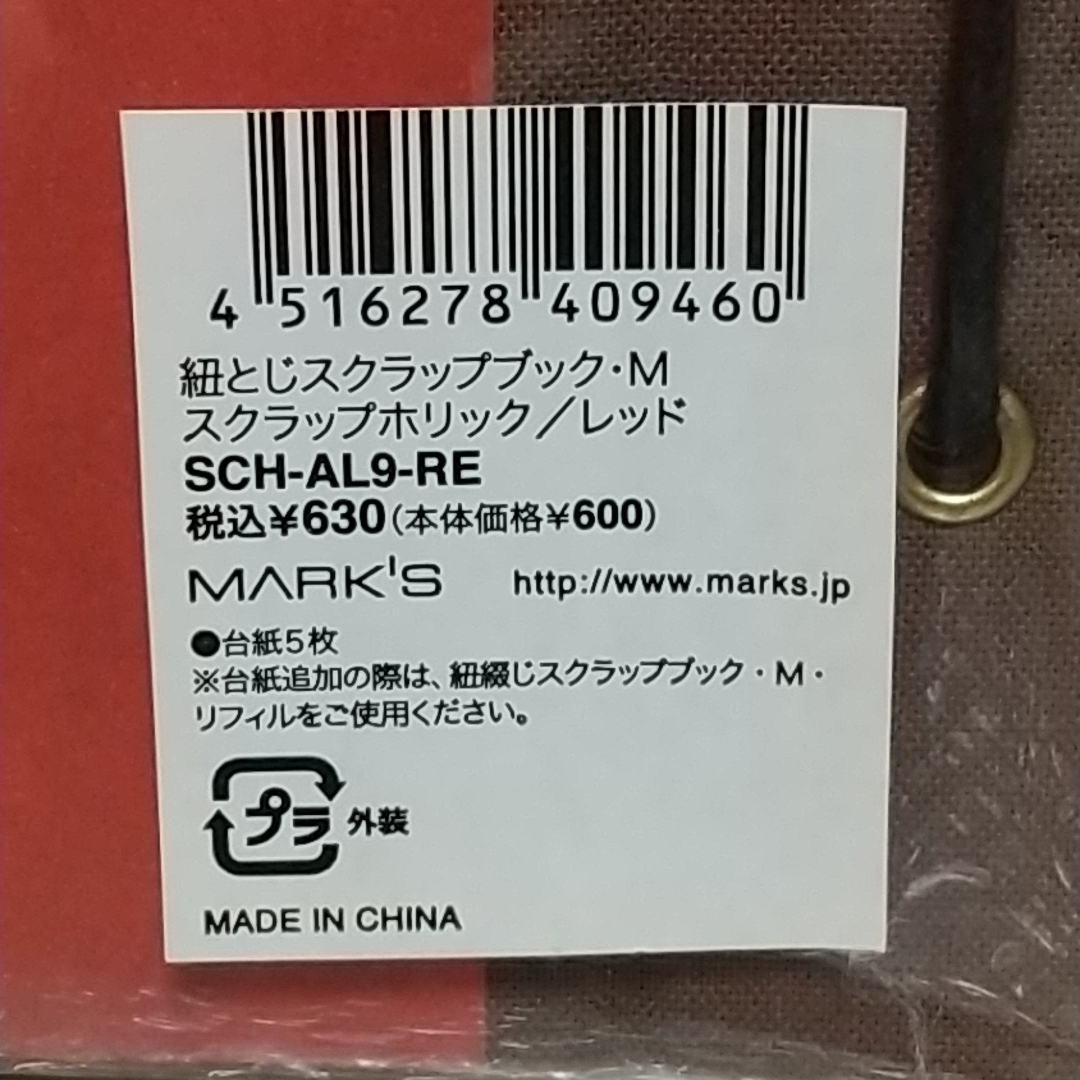 4 516278 409460
紐とじスクラップブック・M
スクラップホリック／レッド
SCH-AL9-RE
税込¥630(本体価格¥600)
MARK'S http://www.marks.jp
●台紙5枚
※台紙追加の際は、紐綴じスクラップブック・M・
リフィルをご使用ください。
プラ 外装
MADE IN CHINA